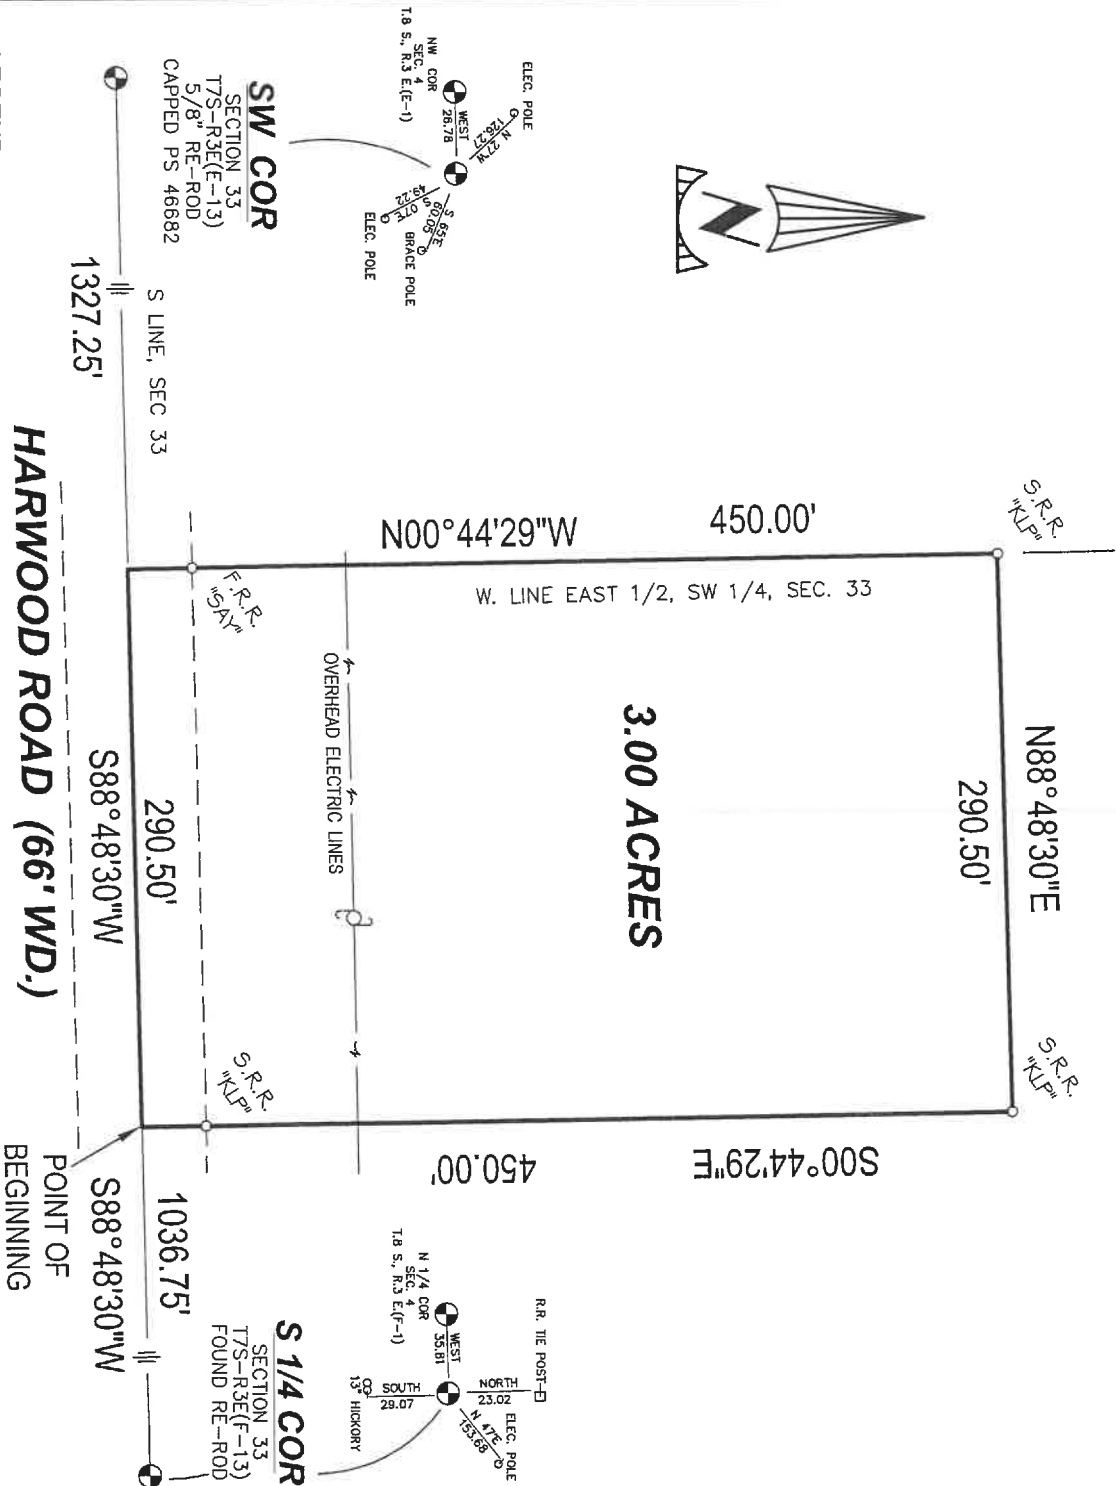 ELEC. POLE
N 27W
126.27
WEST
26.78
NW COR
SEC. 4
T.8 S., R.3 E.(E-1)
S 65E
60.05
BRACE POLE
S 07E
49.22
ELEC. POLE
SW COR
SECTION 33
T7S-R3E(E-13)
5/8" RE-ROD
CAPPED PS 46682
S LINE, SEC 33
1327.25'
S.R.R.
"KLP"
N00°44'29"W
450.00'
W. LINE EAST 1/2, SW 1/4, SEC. 33
N88°48'30"E
290.50'
S.R.R.
"KLP"
3.00 ACRES
OVERHEAD ELECTRIC LINES
F.R.R.
"SAY"
S.R.R.
"KLP"
S00°44'29"E
450.00'
290.50'
S88°48'30"W
HARWOOD ROAD (66' WD.)
POINT OF
BEGINNING
1036.75'
S88°48'30"W
R.R. TIE POST
NORTH
23.02
ELEC. POLE
N 47E
153.68
WEST
35.81
N 1/4 COR
SEC. 4
T.8 S., R.3 E.(F-1)
SOUTH
29.07
13" HICKORY
S 1/4 COR
SECTION 33
T7S-R3E(F-13)
FOUND RE-ROD